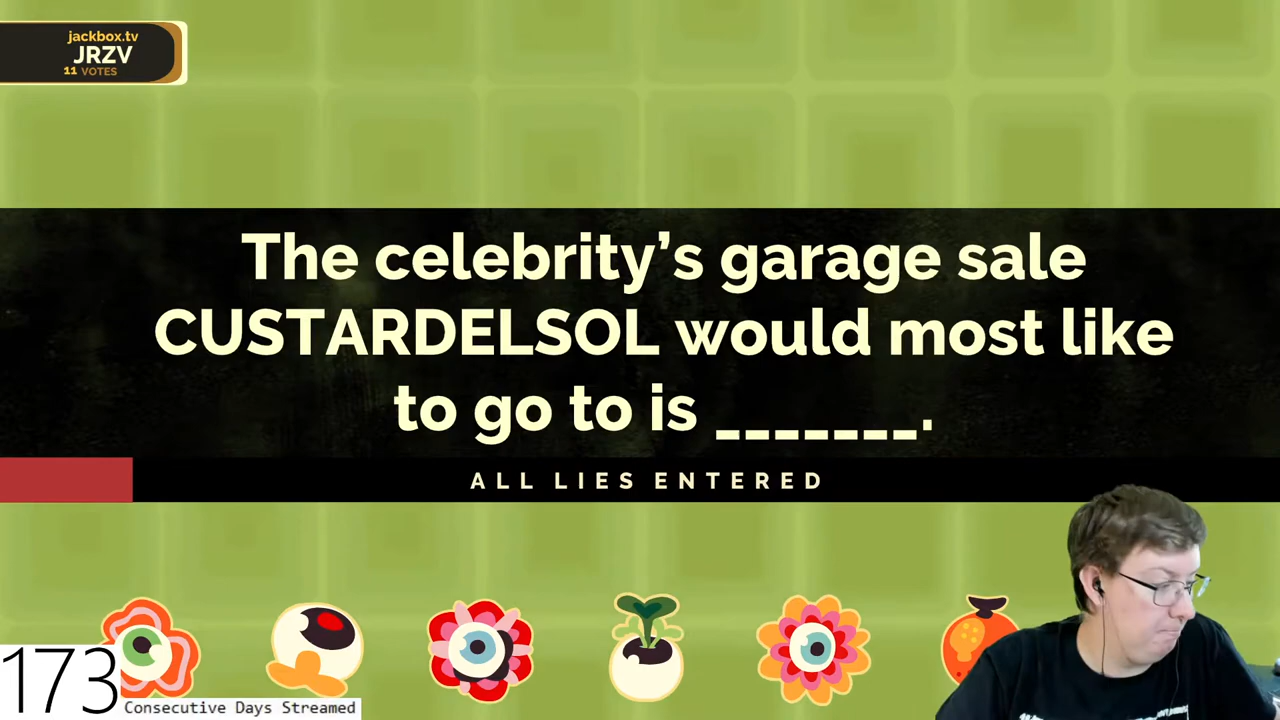 jackbox.tv
JRZV
11 VOTES
The celebrity's garage sale
CUSTARDELSOL would most like
to go to is _______.
ALL LIES ENTERED
173 Consecutive Days Streamed